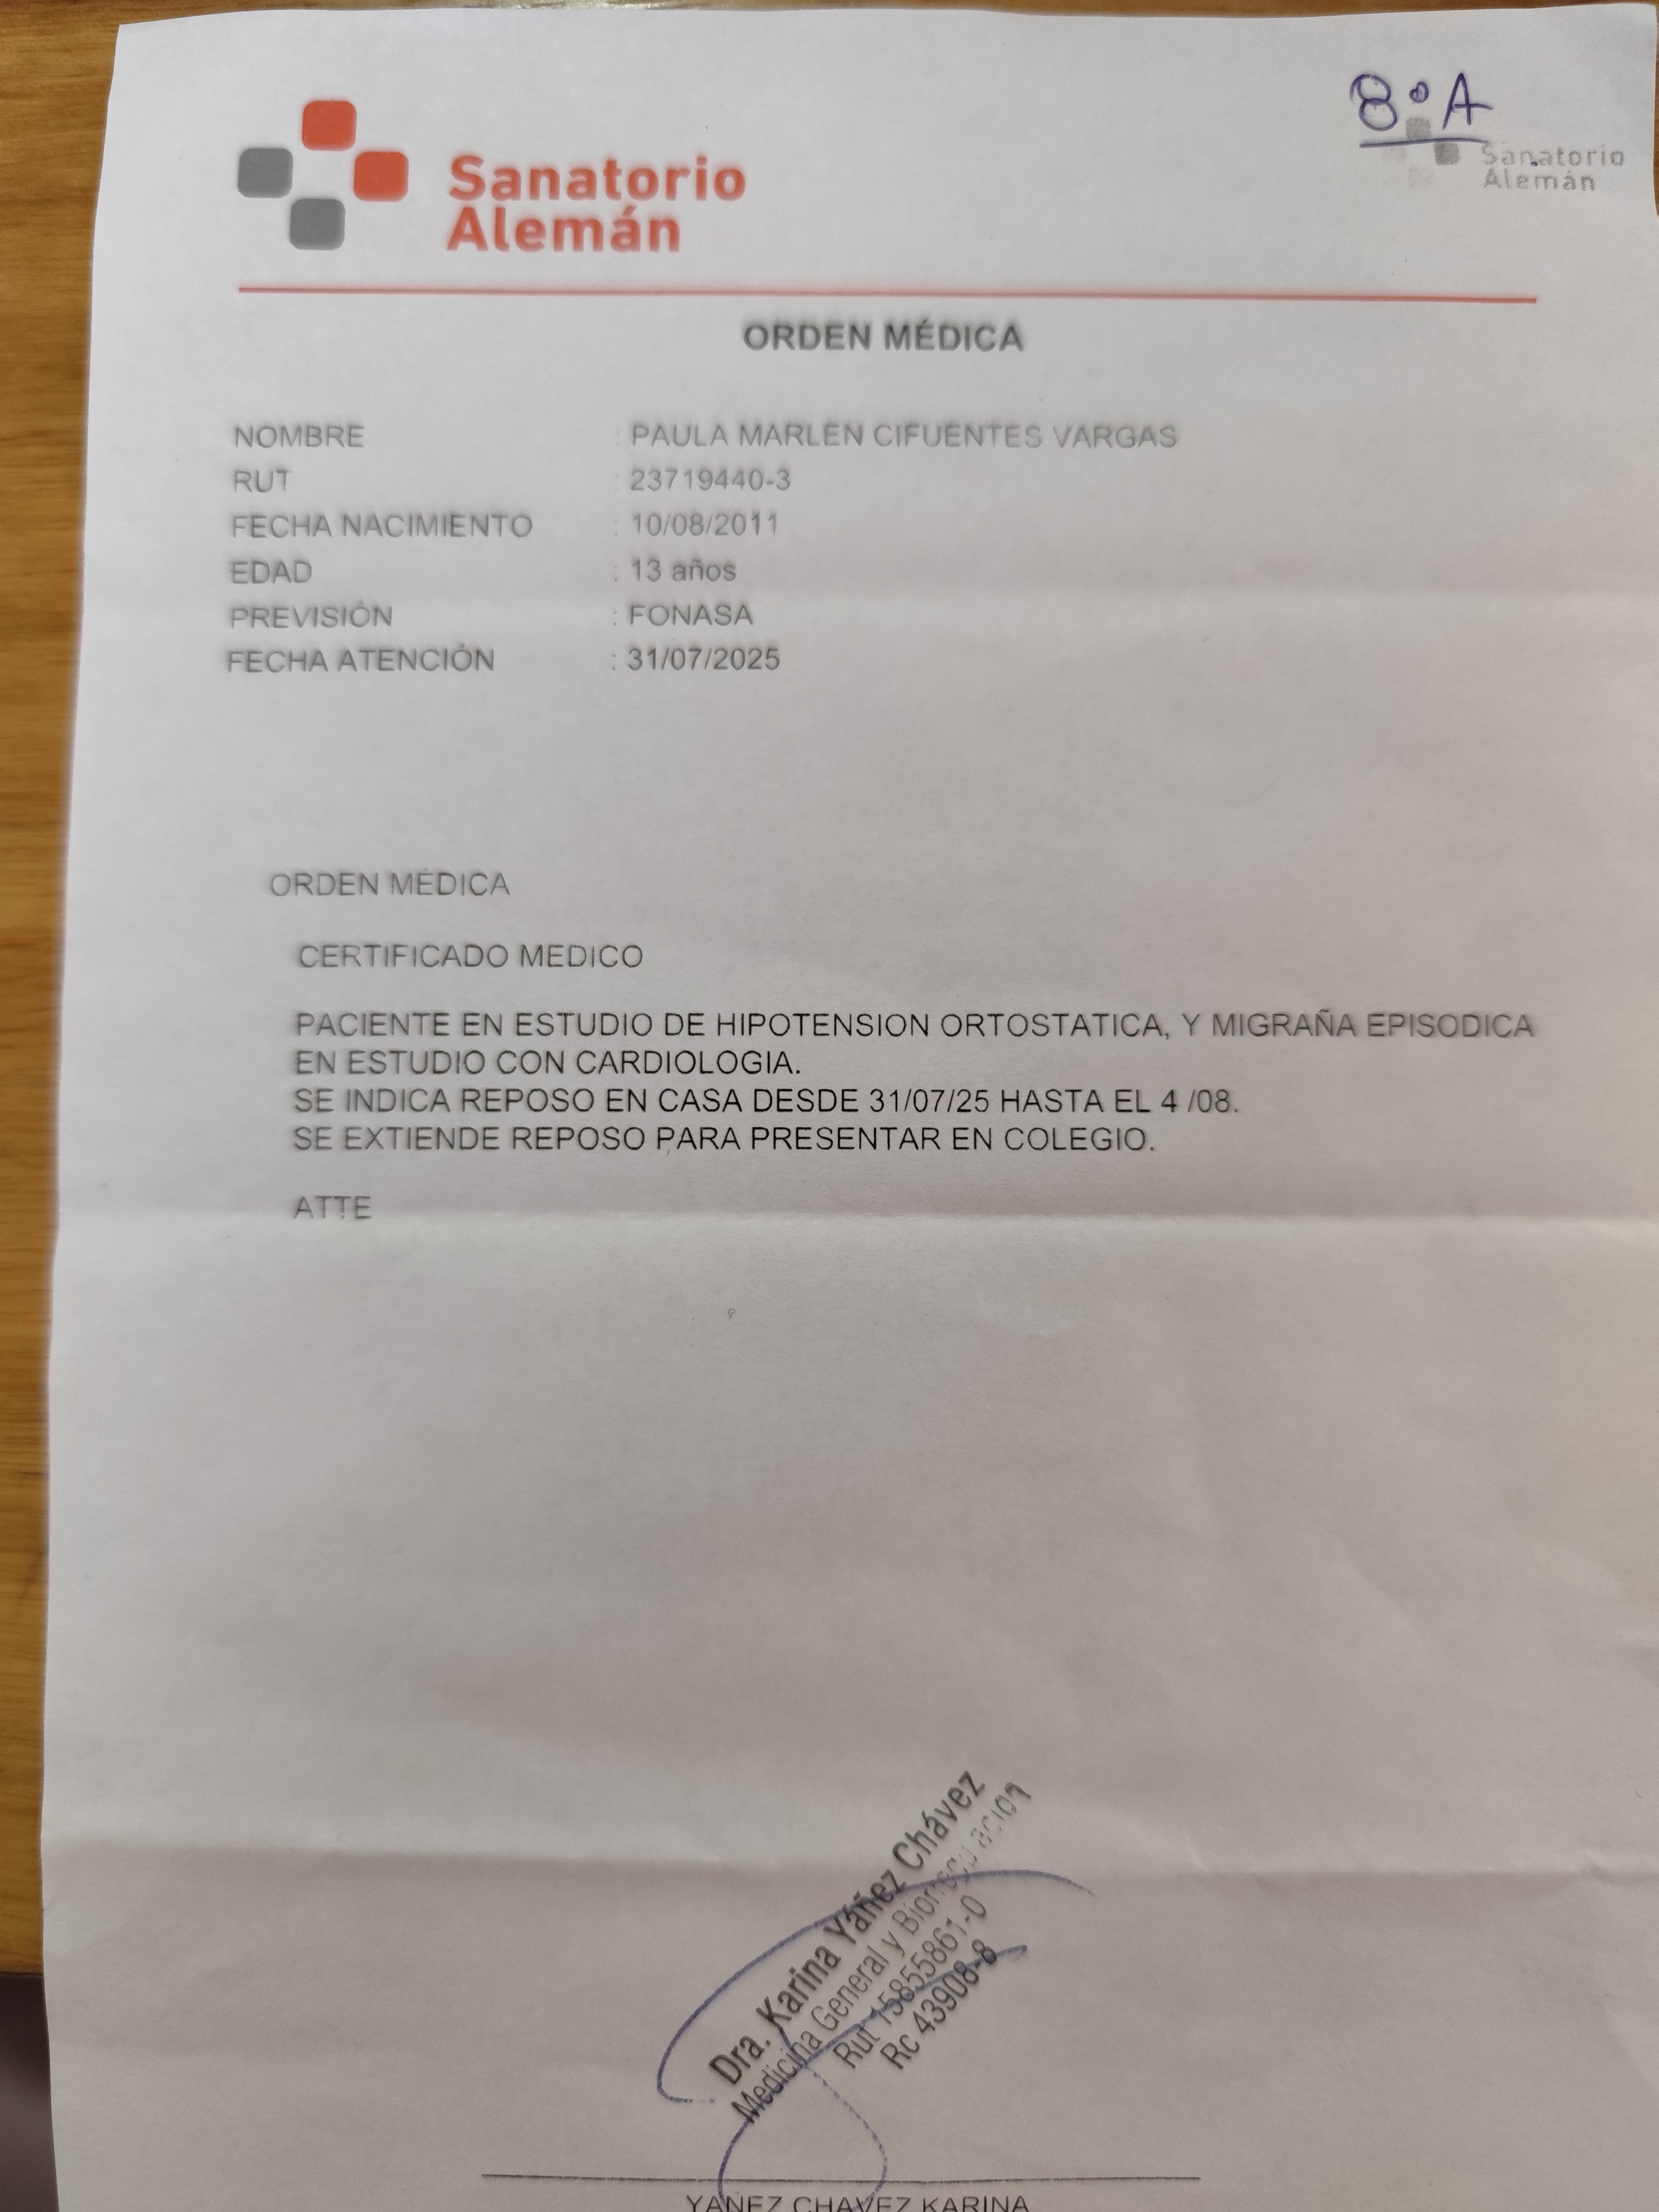 8°A
Sanatorio
Alemán
Sanatorio
Alemán
ORDEN MÉDICA
NOMBRE : PAULA MARLEN CIFUENTES VARGAS
RUT : 23719440-3
FECHA NACIMIENTO : 10/08/2011
EDAD : 13 años
PREVISIÓN : FONASA
FECHA ATENCIÓN : 31/07/2025
ORDEN MÉDICA
CERTIFICADO MEDICO
PACIENTE EN ESTUDIO DE HIPOTENSION ORTOSTATICA, Y MIGRAÑA EPISODICA
EN ESTUDIO CON CARDIOLOGIA.
SE INDICA REPOSO EN CASA DESDE 31/07/25 HASTA EL 4 /08.
SE EXTIENDE REPOSO PARA PRESENTAR EN COLEGIO.
ATTE
Dra. Karina Yáñez Chávez
Medicina General y Biorregulación
Rut 15855861-0
Rc 43908-8
YANEZ CHAVEZ KARINA